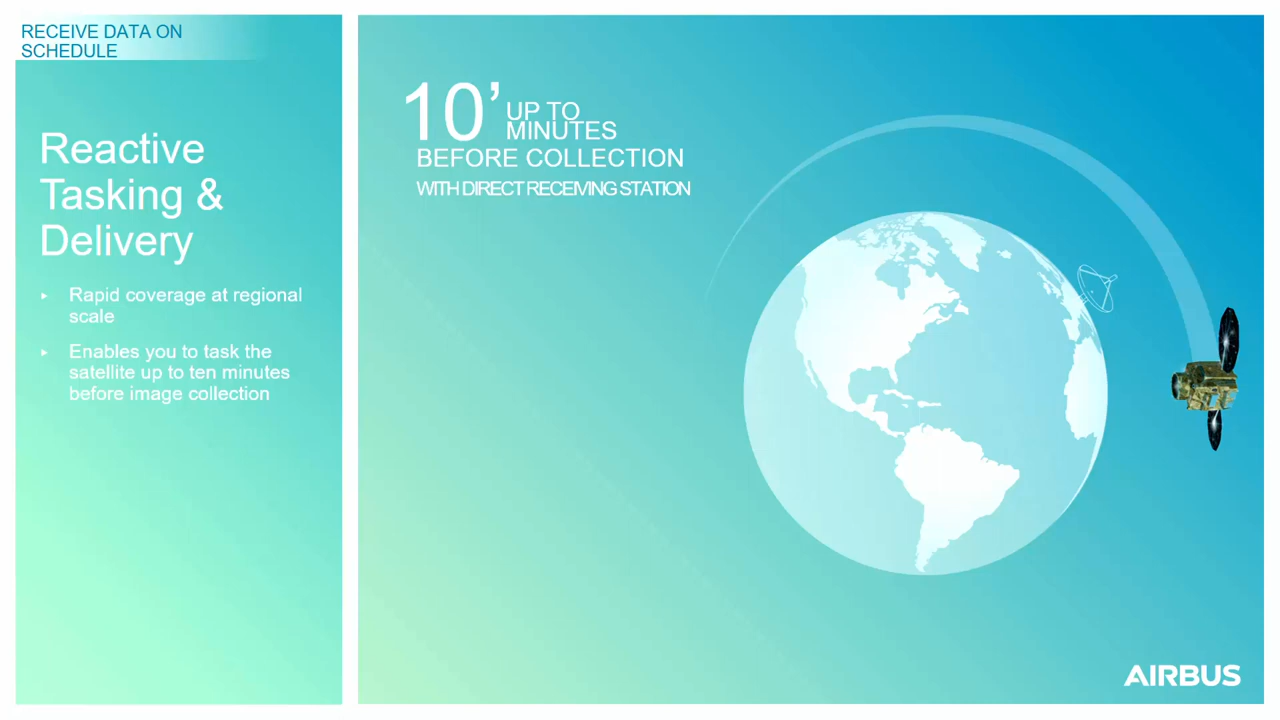 RECEIVE DATA ON
SCHEDULE
Reactive
Tasking &
Delivery
Rapid coverage at regional
scale
Enables you to task the
satellite up to ten minutes
before image collection
10’ UP TO
MINUTES
BEFORE COLLECTION
WITH DIRECT RECEIVING STATION
AIRBUS